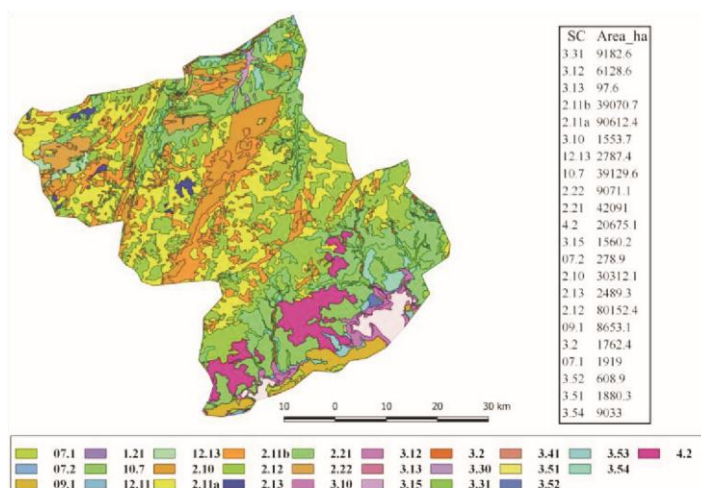 SC Area_ha
3.31 9182.6
3.12 6128.6
3.13 97.6
2.11b 39070.7
2.11a 90612.4
3.10 1553.7
12.13 2787.4
10.7 39129.6
2.22 9071.1
2.21 42091
4.2 20675.1
3.15 1560.2
07.2 278.9
2.10 30312.1
2.13 2489.3
2.12 80152.4
09.1 8653.1
3.2 1762.4
07.1 1919
3.52 608.9
3.51 1880.3
3.54 9033
10 0 10 20 30 km
07.1 1.21 12.13 2.11b 2.21 3.12 3.2 3.41 3.53 4.2
07.2 10.7 2.10 2.12 2.22 3.13 3.30 3.51 3.54
09.1 12.11 2.11a 2.13 3.10 3.15 3.31 3.52